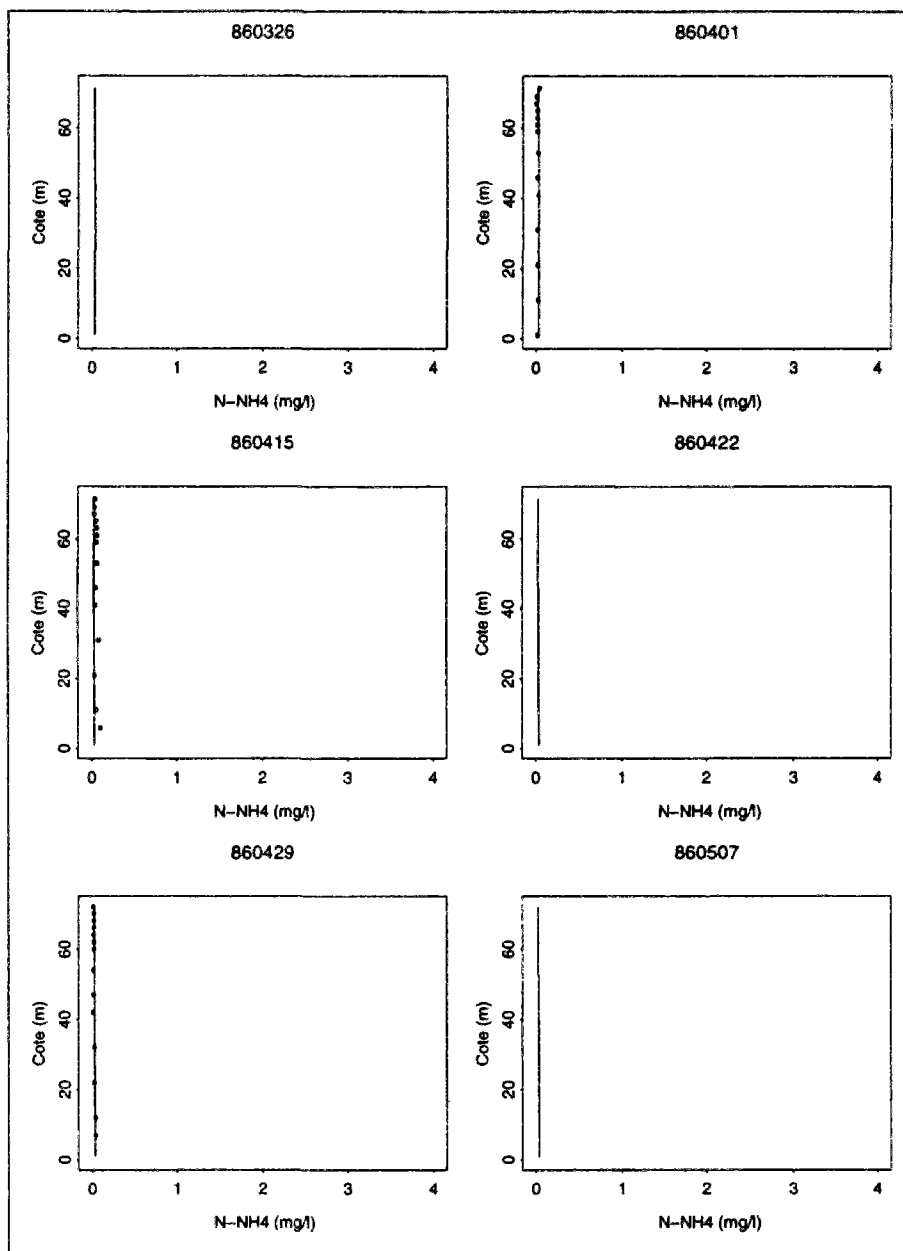 860326
860401
Cote (m)
0 20 40 60
0 1 2 3 4
N-NH4 (mg/l)
Cote (m)
0 20 40 60
0 1 2 3 4
N-NH4 (mg/l)
860415
860422
Cote (m)
0 20 40 60
0 1 2 3 4
N-NH4 (mg/l)
Cote (m)
0 20 40 60
0 1 2 3 4
N-NH4 (mg/l)
860429
860507
Cote (m)
0 20 40 60
0 1 2 3 4
N-NH4 (mg/l)
Cote (m)
0 20 40 60
0 1 2 3 4
N-NH4 (mg/l)